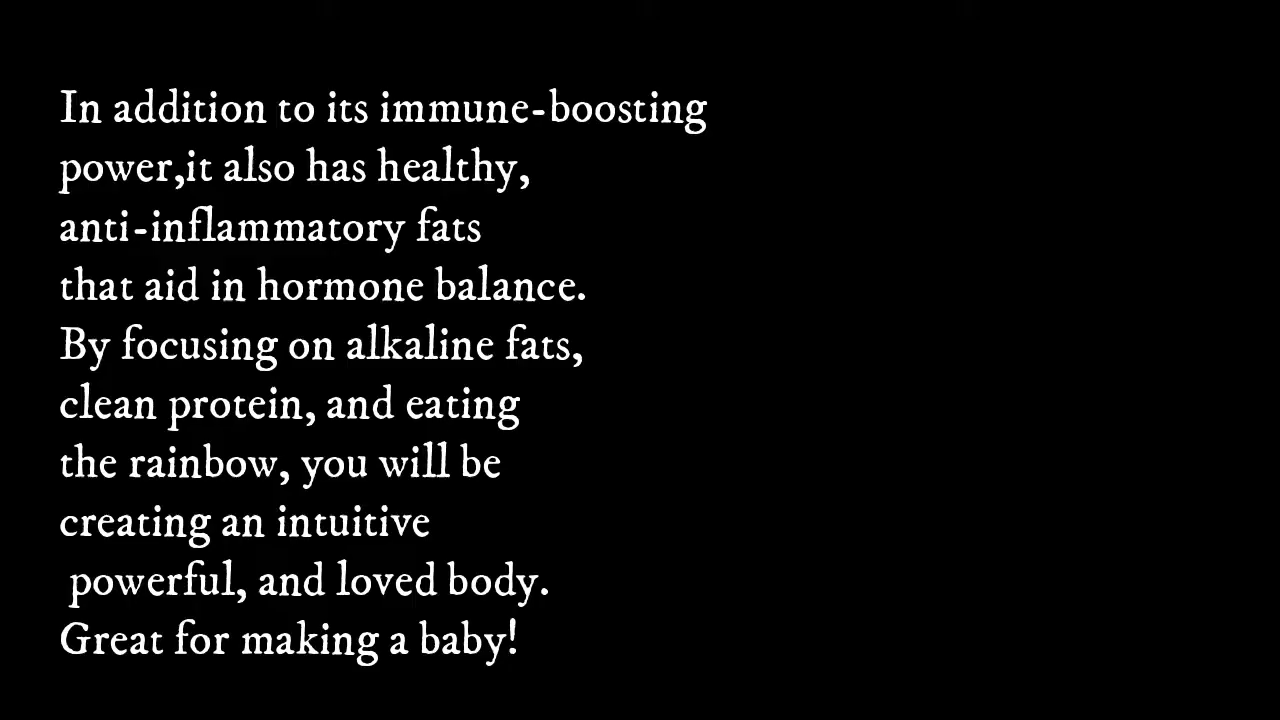 In addition to its immune-boosting
power,it also has healthy,
anti-inflammatory fats
that aid in hormone balance.
By focusing on alkaline fats,
clean protein, and eating
the rainbow, you will be
creating an intuitive
powerful, and loved body.
Great for making a baby!